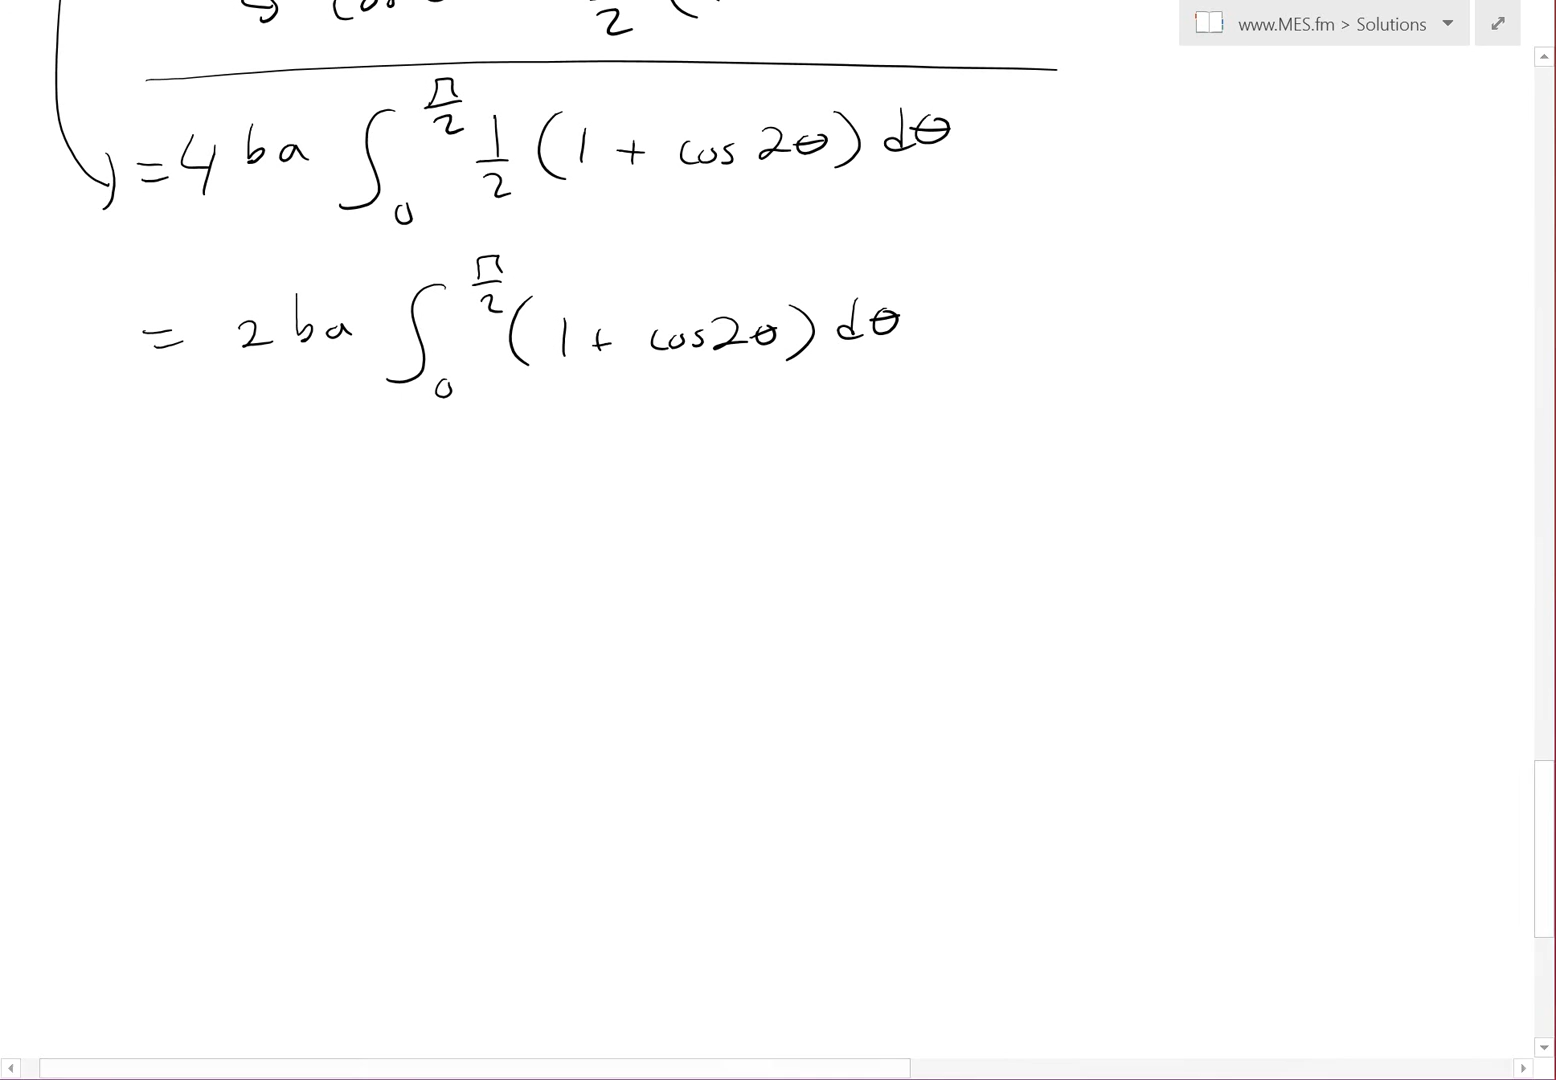 www.MES.fm > Solutions
= 4 ba ∫₀^(π/2) 1/2 (1 + cos 2θ) dθ
= 2 ba ∫₀^(π/2) (1 + cos2θ) dθ